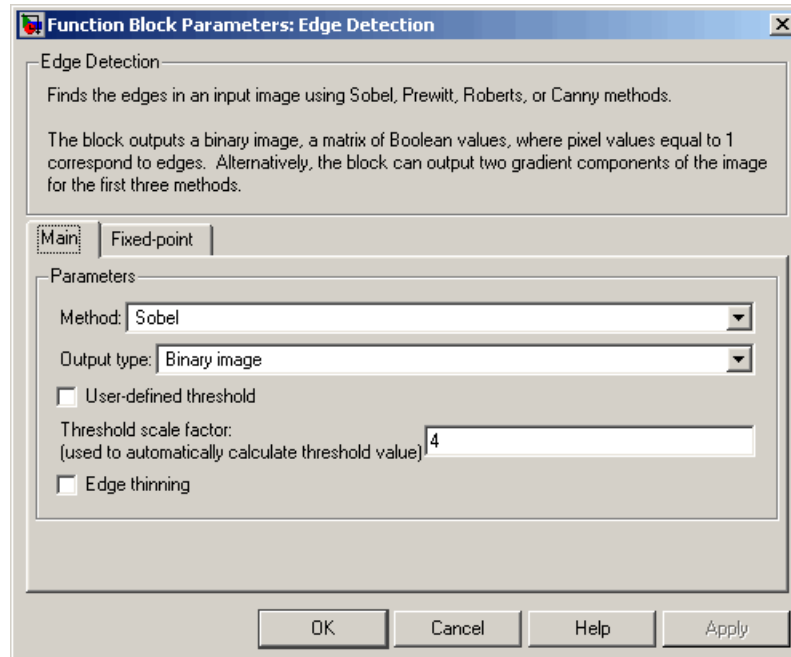 Function Block Parameters: Edge Detection
Edge Detection
Finds the edges in an input image using Sobel, Prewitt, Roberts, or Canny methods.
The block outputs a binary image, a matrix of Boolean values, where pixel values equal to 1
correspond to edges. Alternatively, the block can output two gradient components of the image
for the first three methods.
Main Fixed-point
Parameters
Method: Sobel
Output type: Binary image
User-defined threshold
Threshold scale factor:
(used to automatically calculate threshold value) 4
Edge thinning
OK Cancel Help Apply